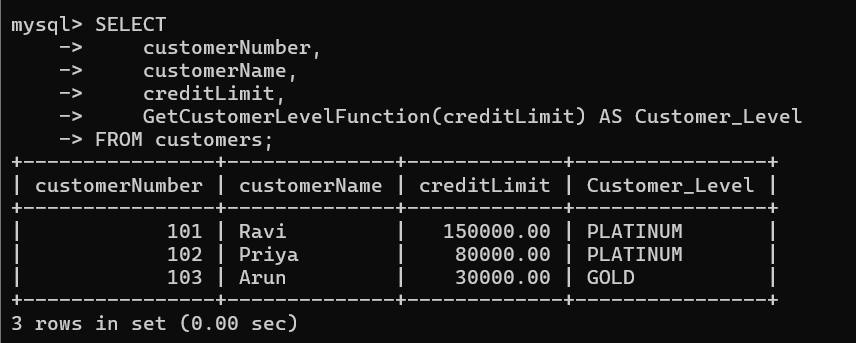 mysql> SELECT
    ->     customerNumber,
    ->     customerName,
    ->     creditLimit,
    ->     GetCustomerLevelFunction(creditLimit) AS Customer_Level
    -> FROM customers;
+----------------+--------------+-------------+----------------+
| customerNumber | customerName | creditLimit | Customer_Level |
+----------------+--------------+-------------+----------------+
|            101 | Ravi         |   150000.00 | PLATINUM       |
|            102 | Priya        |    80000.00 | PLATINUM       |
|            103 | Arun         |    30000.00 | GOLD           |
+----------------+--------------+-------------+----------------+
3 rows in set (0.00 sec)